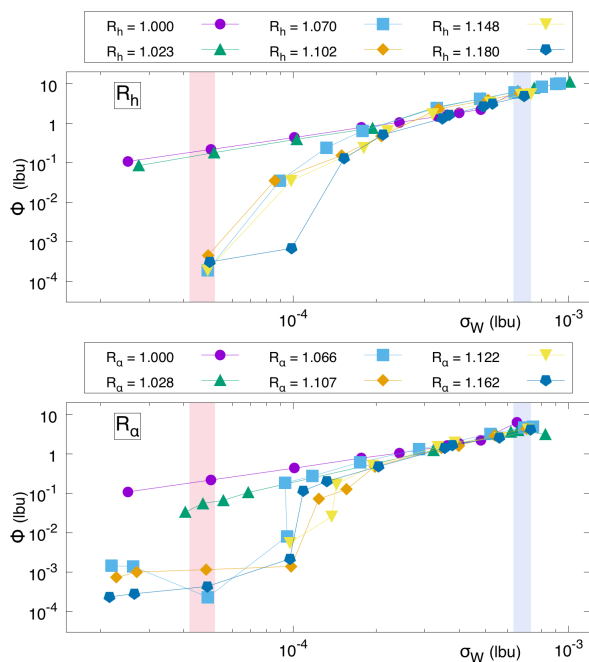 R_h = 1.000 R_h = 1.070 R_h = 1.148
R_h = 1.023 R_h = 1.102 R_h = 1.180
R_h
10
1
10^-1
10^-2
10^-3
10^-4
Φ (lbu)
10^-4 10^-3
σ_W (lbu)
R_α = 1.000 R_α = 1.066 R_α = 1.122
R_α = 1.028 R_α = 1.107 R_α = 1.162
R_α
10
1
10^-1
10^-2
10^-3
10^-4
Φ (lbu)
10^-4 10^-3
σ_W (lbu)